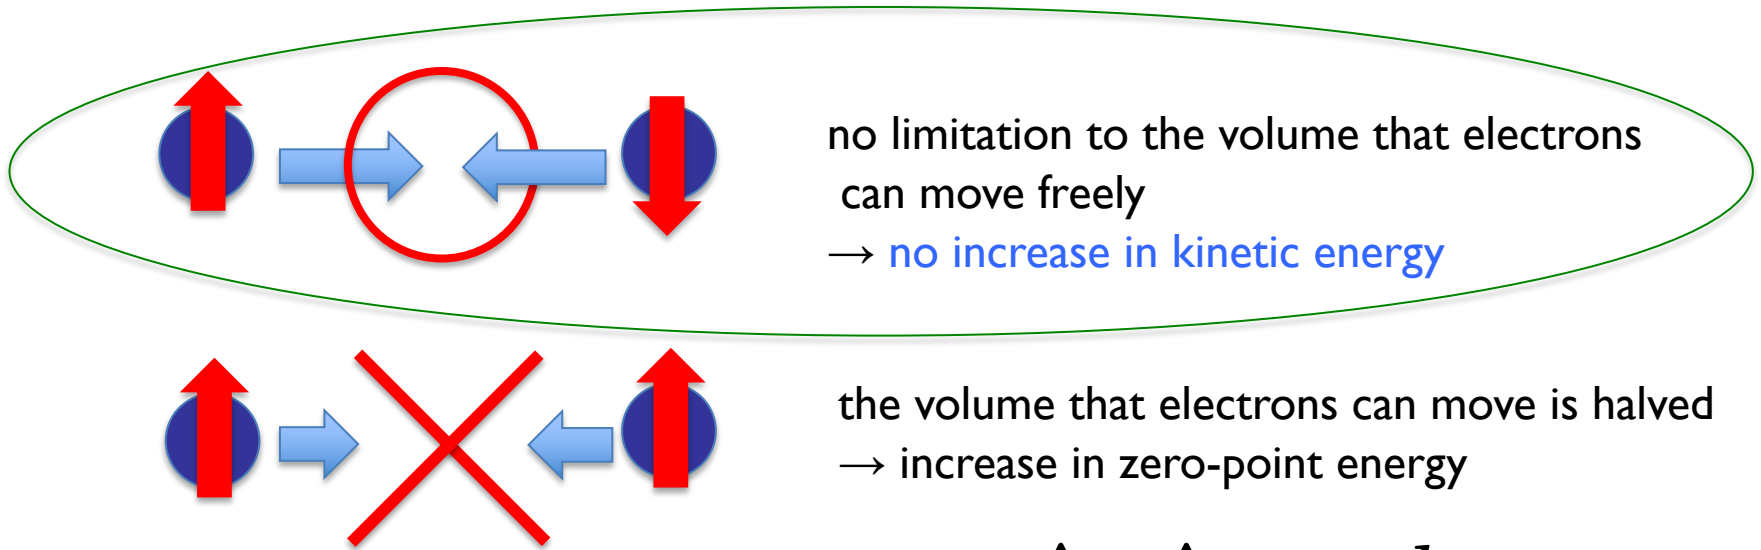 no limitation to the volume that electrons
can move freely
→ no increase in kinetic energy
the volume that electrons can move is halved
→ increase in zero-point energy